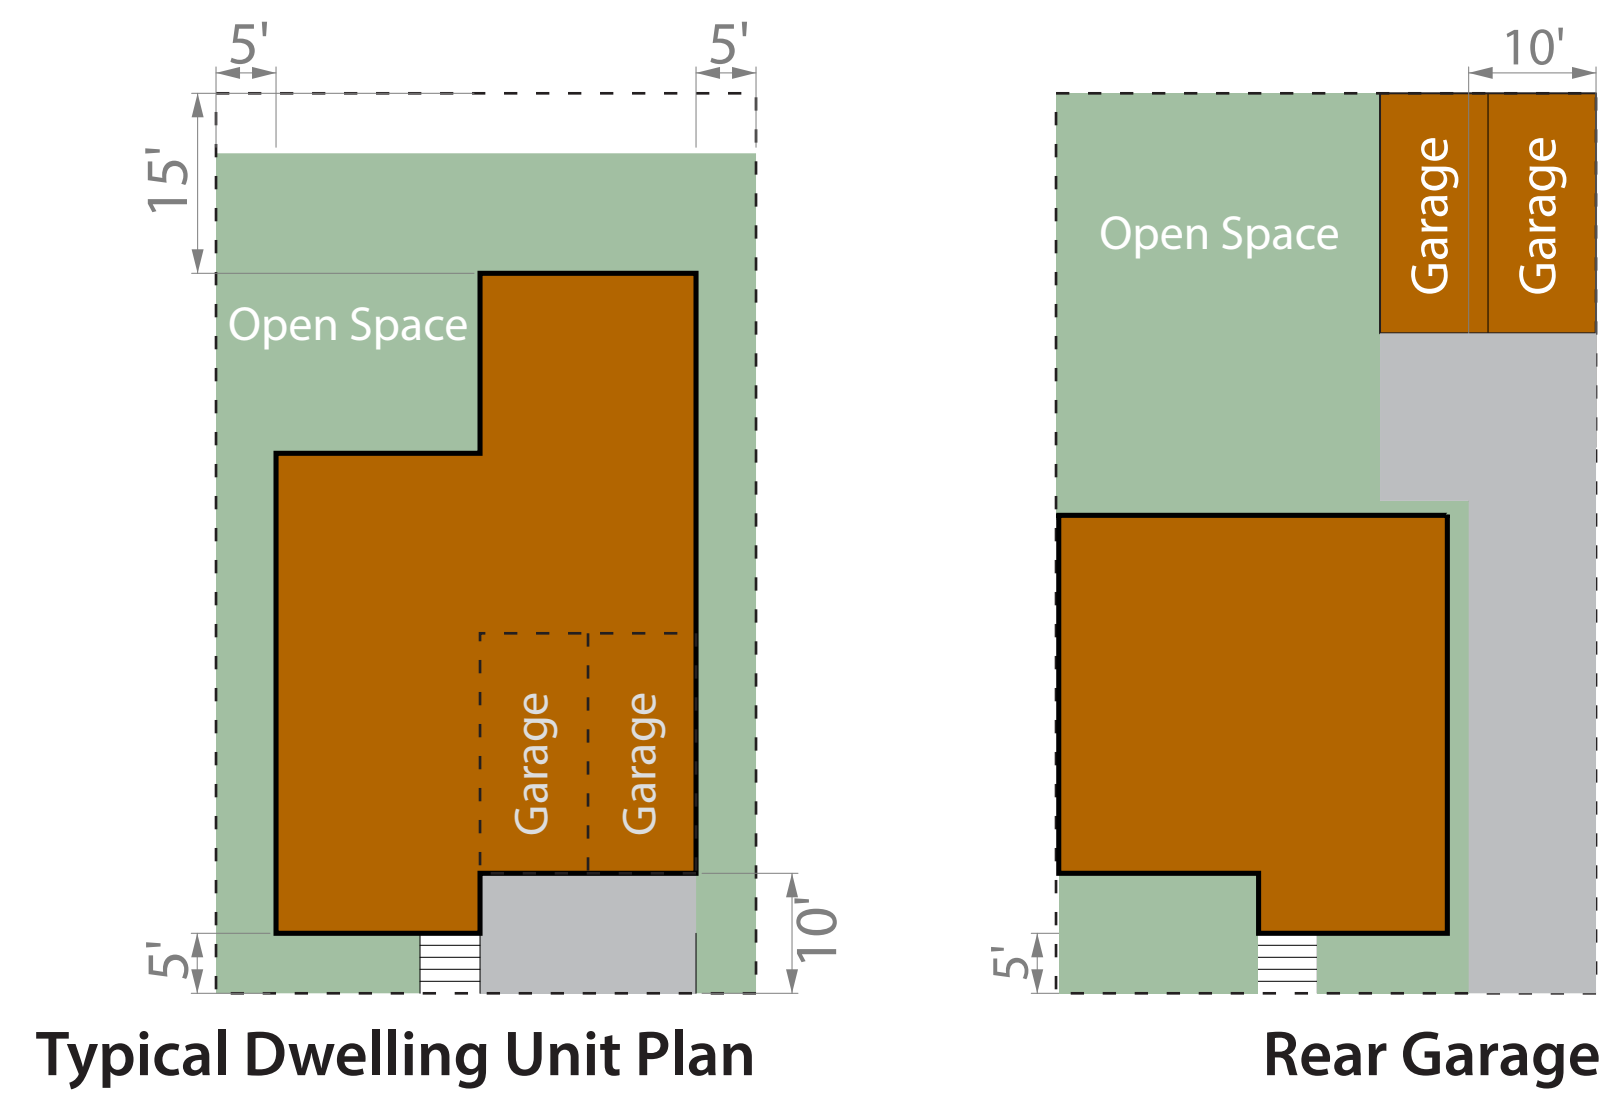 5'
5'
15'
Open Space
Garage
Garage
5'
10'
Typical Dwelling Unit Plan
10'
Open Space
Garage
Garage
5'
Rear Garage